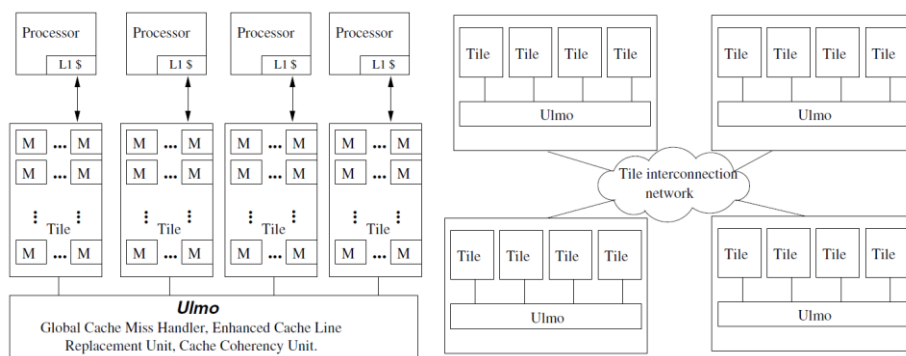 Processor Processor Processor Processor
L1 $ L1 $ L1 $ L1 $
M ... M M ... M M ... M M ... M
M ... M M ... M M ... M M ... M
Tile Tile Tile Tile
M ... M M ... M M ... M M ... M
Ulmo
Global Cache Miss Handler, Enhanced Cache Line
Replacement Unit, Cache Coherency Unit.
Tile Tile Tile Tile
Ulmo
Tile Tile Tile Tile
Ulmo
Tile interconnection
network
Tile Tile Tile Tile
Ulmo
Tile Tile Tile Tile
Ulmo